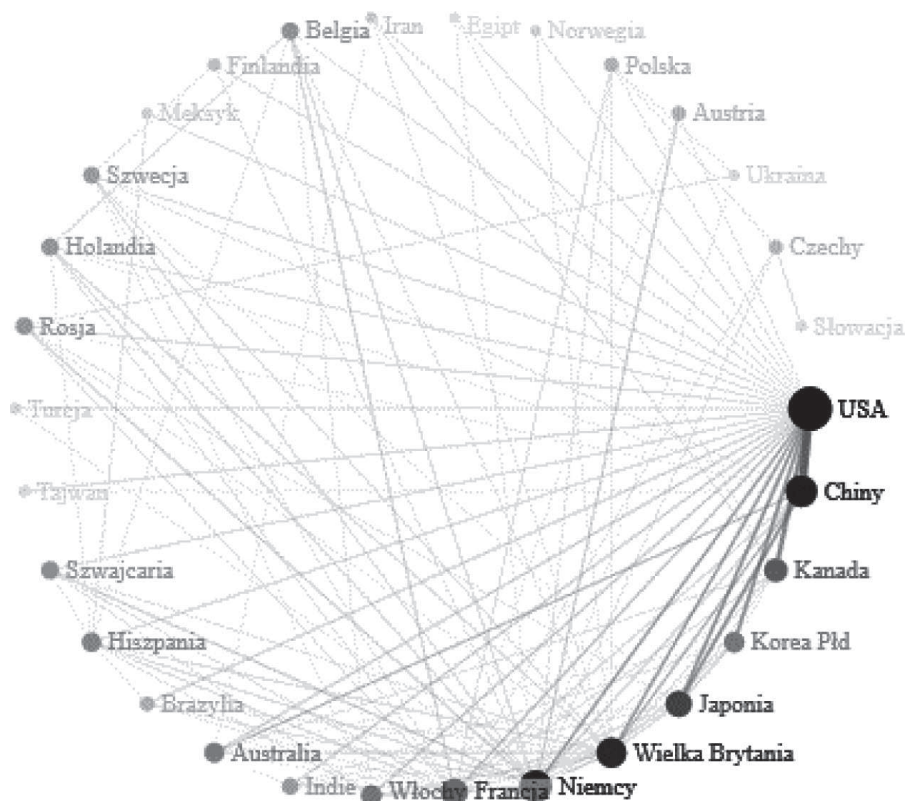 Belgia
Iran
Egipt
Norwegia
Finlandia
Polska
Meksyk
Austria
Szwecja
Ukraina
Holandia
Czechy
Rosja
Słowacja
Turcja
USA
Tajwan
Chiny
Szwajcaria
Kanada
Hiszpania
Korea Płd
Brazylia
Japonia
Australia
Wielka Brytania
Indie
Włochy
Francja
Niemcy